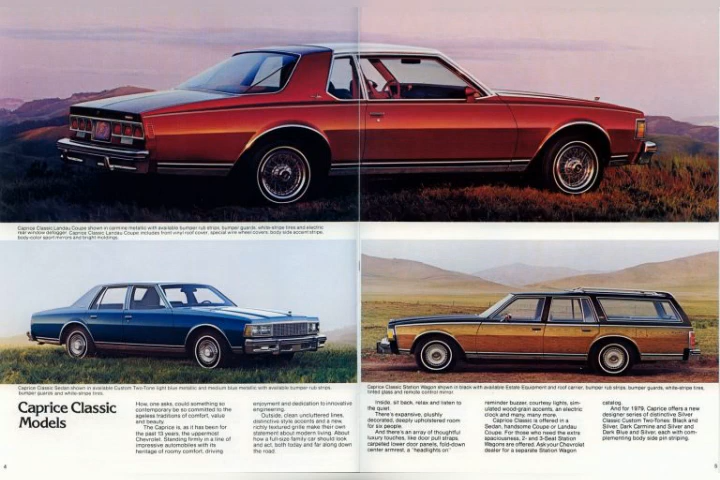 Caprice Classic Landau Coupe shown in carmine metallic with available bumper rub strips, bumper guards, white-stripe tires and electric
rear window defogger. Caprice Classic Landau Coupe includes front vinyl roof cover, special wire wheel covers, body side accent stripe,
body-color sport mirrors and bright moldings.
Caprice Classic Sedan shown in available Custom Two-Tone light blue metallic and medium blue metallic with available bumper rub strips,
bumper guards and white-stripe tires.
Caprice Classic Station Wagon shown in black with available Estate Equipment and roof carrier, bumper rub strips, bumper guards, white-stripe tires,
tinted glass and remote control mirror.
Caprice Classic
Models
How, one asks, could something so
contemporary be so committed to the
ageless traditions of comfort, value
and beauty.
The Caprice is, as it has been for
the past 13 years, the uppermost
Chevrolet. Standing firmly in a line of
impressive automobiles with its
heritage of roomy comfort, driving
enjoyment and dedication to innovative
engineering.
Outside, clean uncluttered lines,
distinctive style accents and a new
richly textured grille make their own
statement about modern living. About
how a full-size family car should look
and act, both today and far along down
the road.
Inside, sit back, relax and listen to
the quiet.
There's expansive, plushly
decorated, deeply upholstered room
for six people.
And there's an array of thoughtful
luxury touches, like door pull straps,
carpeted lower door panels, fold-down
center armrest, a "headlights on"
reminder buzzer, courtesy lights, sim-
ulated wood-grain accents, an electric
clock and many, many more.
Caprice Classic is offered in a
Sedan, handsome Coupe or Landau
Coupe. For those who need the extra
spaciousness, 2- and 3-Seat Station
Wagons are offered. Ask your Chevrolet
dealer for a separate Station Wagon
catalog.
And for 1979, Caprice offers a new
designer series of distinctive Silver
Classic Custom Two-Tones: Black and
Silver, Dark Carmine and Silver and
Dark Blue and Silver, each with com-
plementing body side pin striping.
4
5